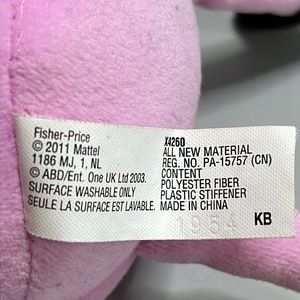 Fisher-Price
© 2011 Mattel
1186 MJ, 1, NL
© ABD/Ent. One UK Ltd 2003.
SURFACE WASHABLE ONLY
SEULE LA SURFACE EST LAVABLE.
X4260
ALL NEW MATERIAL
REG. NO. PA-15757 (CN)
CONTENT
POLYESTER FIBER
PLASTIC STIFFENER
MADE IN CHINA
KB